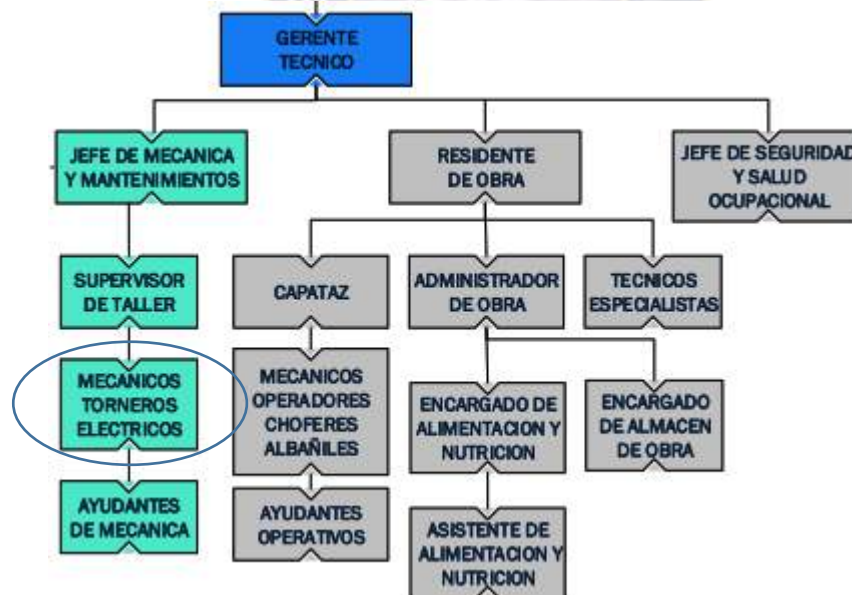 GERENTE
TECNICO
JEFE DE MECANICA
Y MANTENIMIENTOS
RESIDENTE
DE OBRA
JEFE DE SEGURIDAD
Y SALUD
OCUPACIONAL
SUPERVISOR
DE TALLER
CAPATAZ
ADMINISTRADOR
DE OBRA
TECNICOS
ESPECIALISTAS
MECANICOS
TORNEROS
ELECTRICOS
MECANICOS
OPERADORES
CHOFERES
ALBAÑILES
ENCARGADO DE
ALIMENTACION Y
NUTRICION
ENCARGADO
DE ALMACEN
DE OBRA
AYUDANTES
DE MECANICA
AYUDANTES
OPERATIVOS
ASISTENTE DE
ALIMENTACION Y
NUTRICION